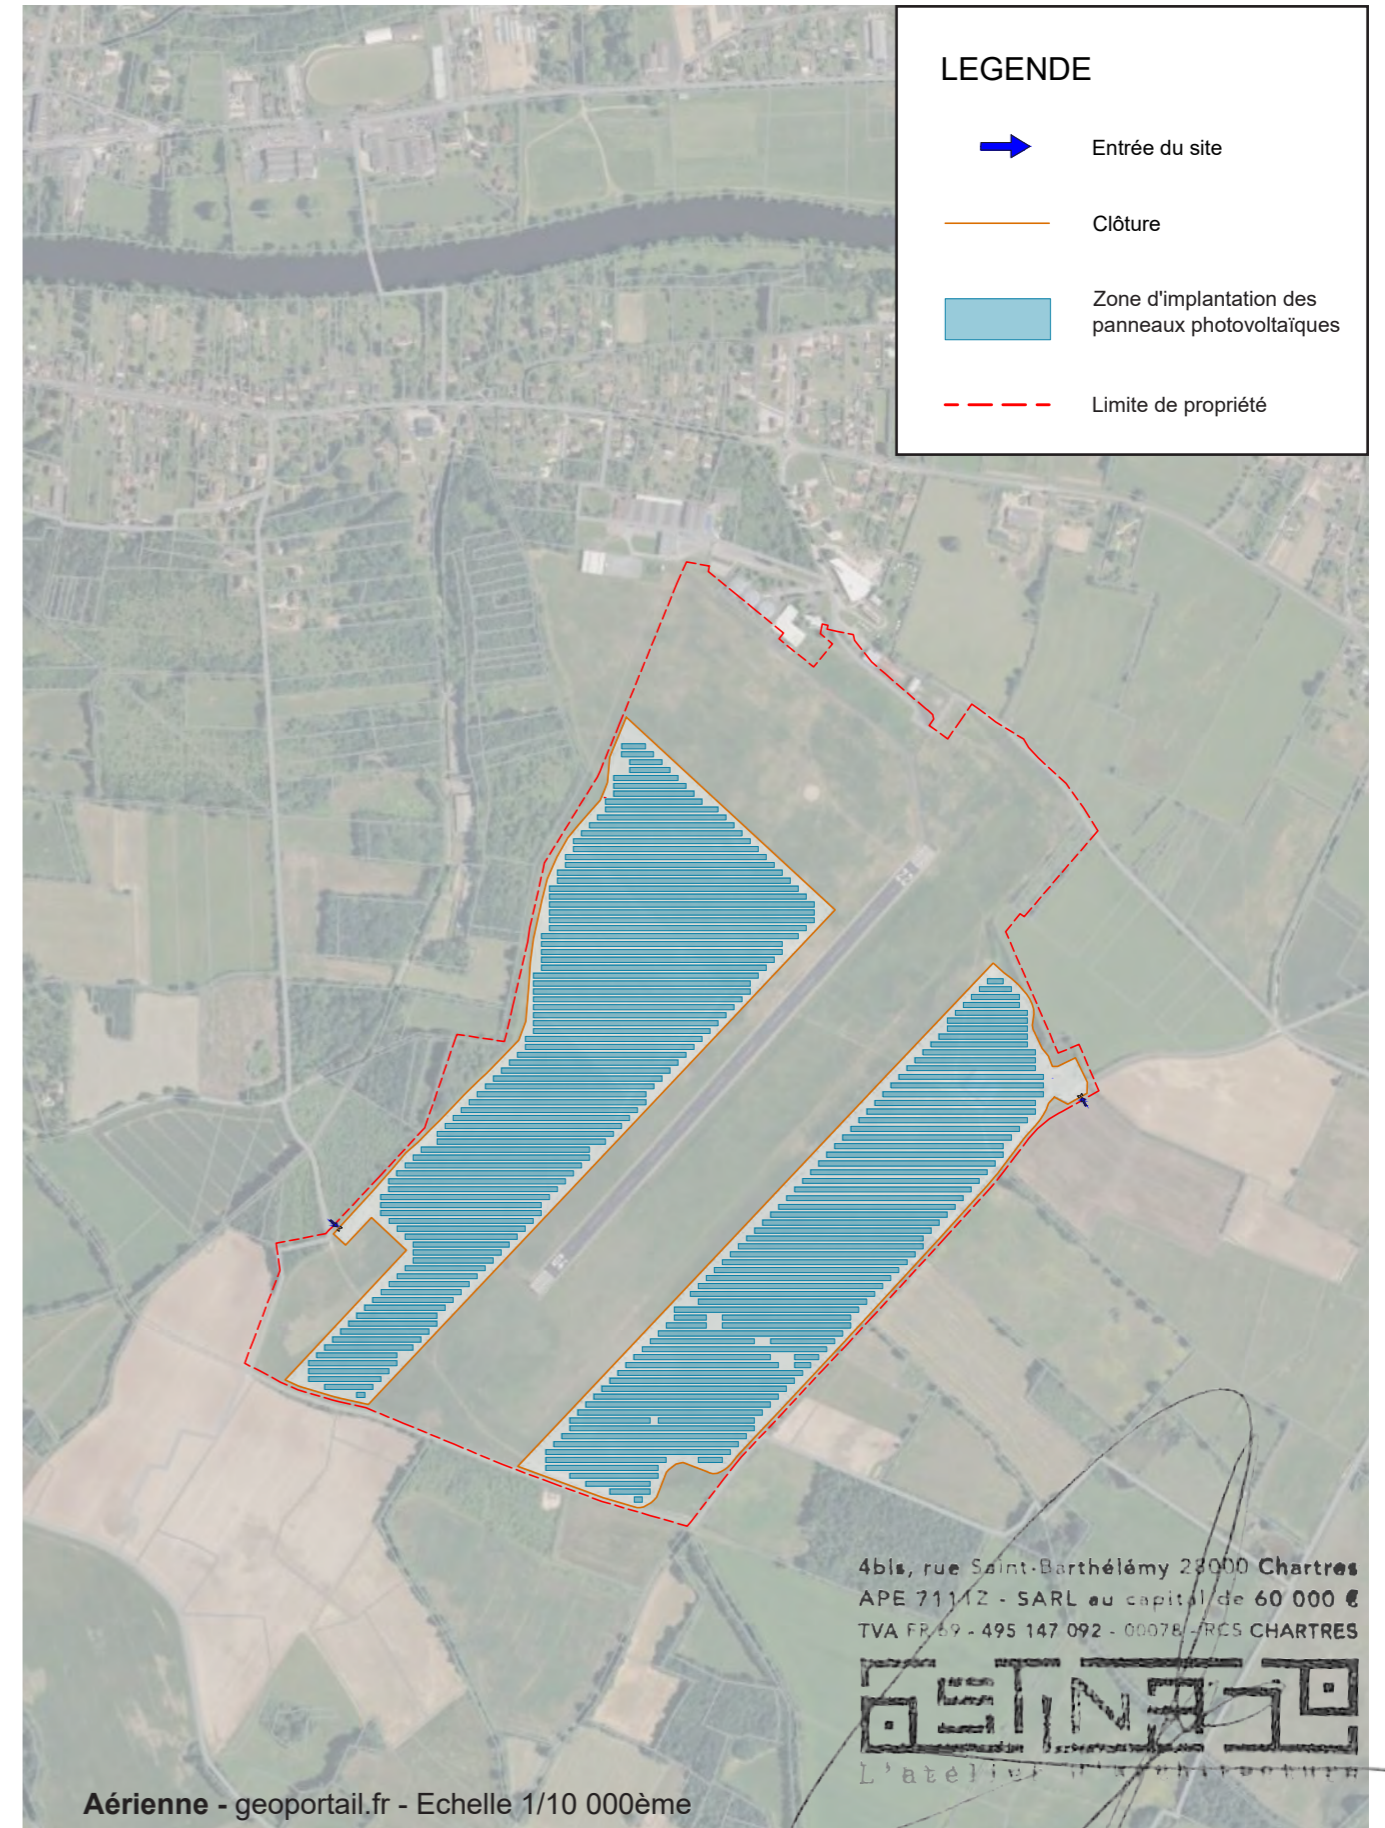 LEGENDE
Entrée du site
Clôture
Zone d'implantation des
panneaux photovoltaïques
Limite de propriété
4bis, rue Saint-Barthélémy 28000 Chartres
APE 7111Z - SARL au capital de 60 000 €
TVA FR 69 - 495 147 092 - 00078 - RCS CHARTRES
L'atelier d'architecture
Aérienne - geoportail.fr - Echelle 1/10 000ème